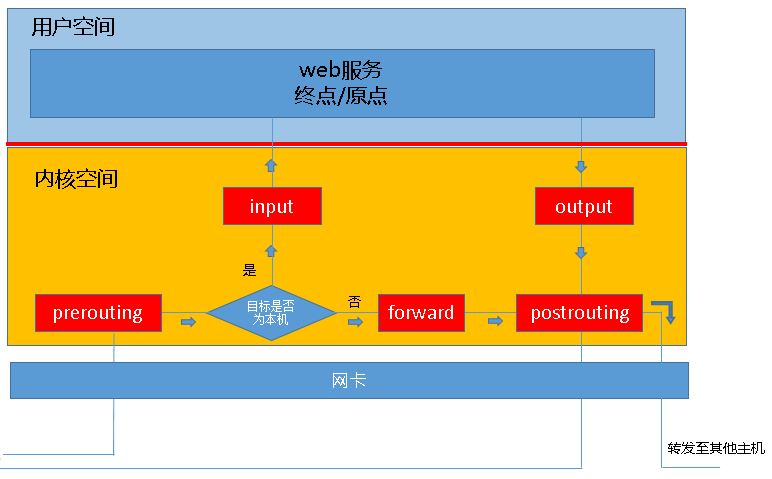 用户空间
web服务
终点/原点
内核空间
input
output
是
prerouting
目标是否
为本机
否
forward
postrouting
网卡
转发至其他主机